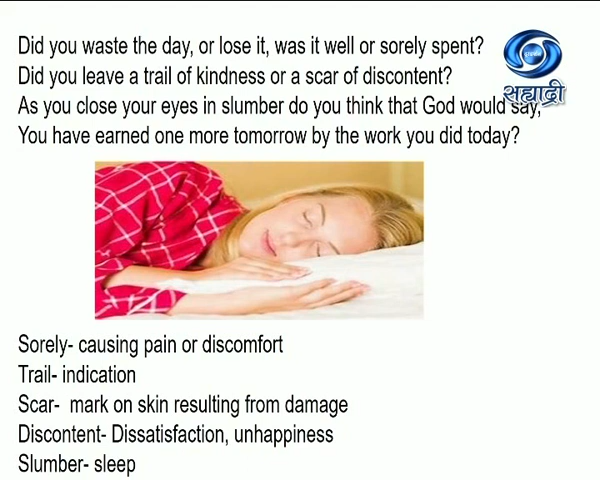 Did you waste the day, or lose it, was it well or sorely spent?
Did you leave a trail of kindness or a scar of discontent?
As you close your eyes in slumber do you think that God would say,
You have earned one more tomorrow by the work you did today?
सह्याद्री
Sorely- causing pain or discomfort
Trail- indication
Scar-  mark on skin resulting from damage
Discontent- Dissatisfaction, unhappiness
Slumber- sleep